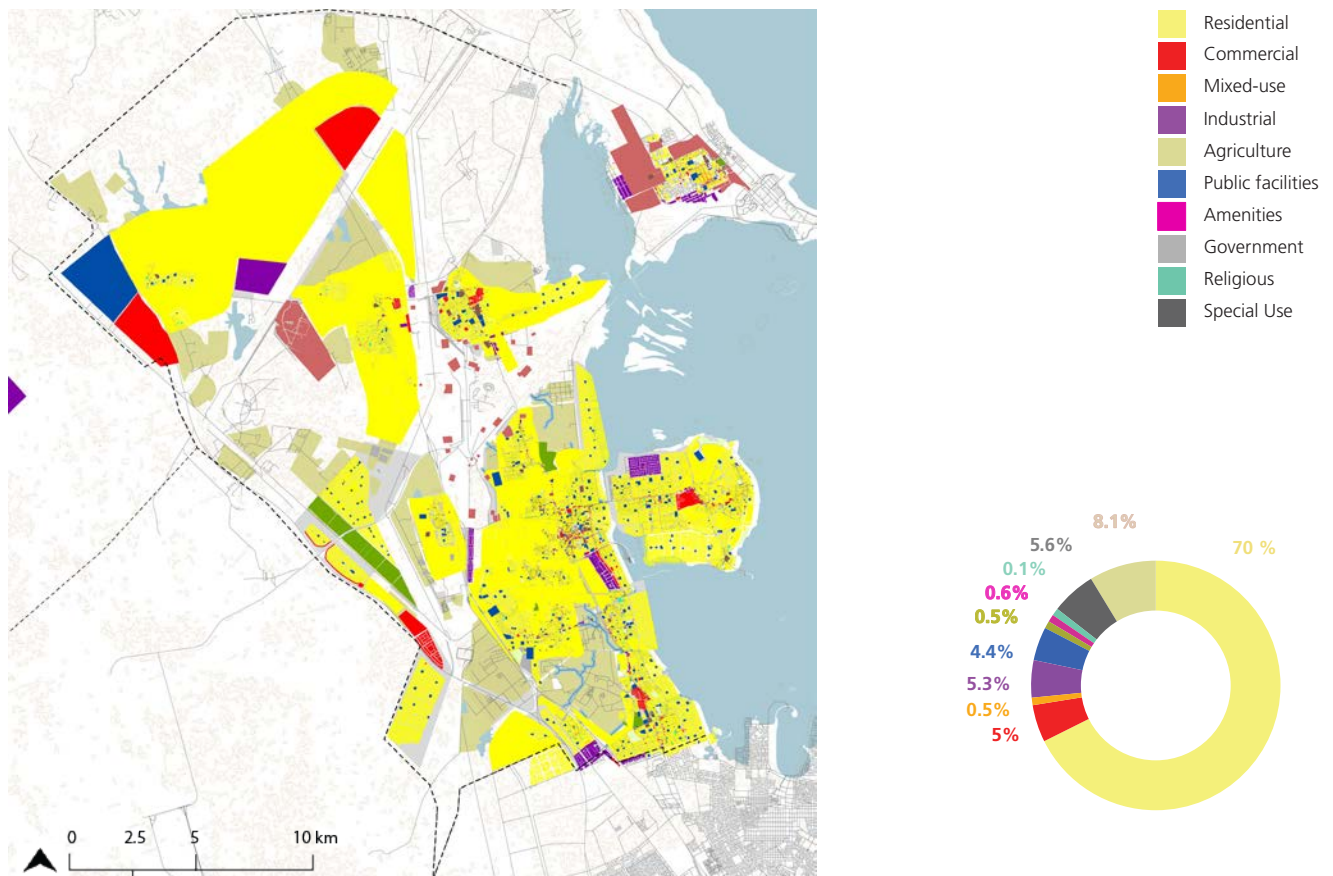 Residential
Commercial
Mixed-use
Industrial
Agriculture
Public facilities
Amenities
Government
Religious
Special Use
8.1%
70 %
5.6%
0.1%
0.6%
0.5%
4.4%
5.3%
0.5%
5%
0 2.5 5 10 km